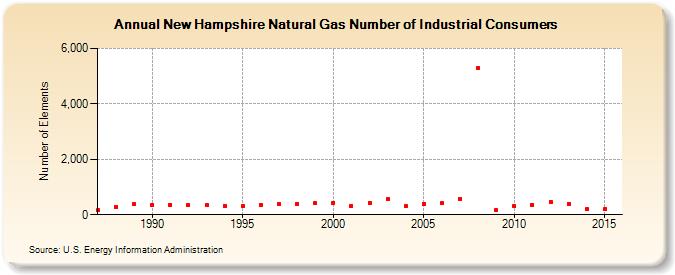 Annual New Hampshire Natural Gas Number of Industrial Consumers
Number of Elements
6,000
4,000
2,000
0
1990 1995 2000 2005 2010 2015
Source: U.S. Energy Information Administration